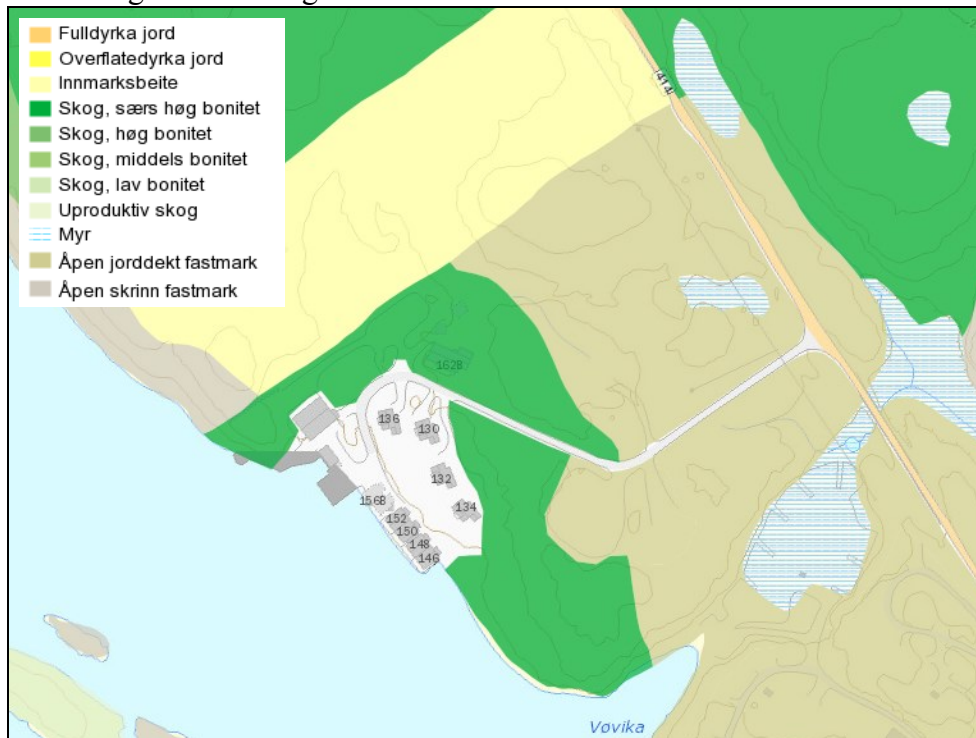 Fulldyrka jord
Overflatedyrka jord
Innmarksbeite
Skog, særs høg bonitet
Skog, høg bonitet
Skog, middels bonitet
Skog, lav bonitet
Uproduktiv skog
Myr
Åpen jorddekt fastmark
Åpen skrinn fastmark
414
162B
136
130
132
134
156B
152
150
148
146
Vøvika